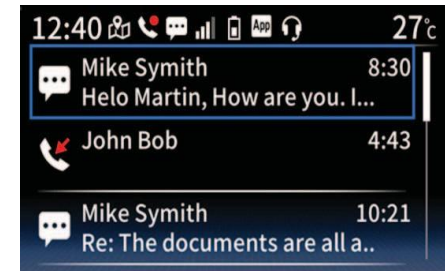 12:40 App 27°c
Mike Symith 8:30
Helo Martin, How are you. I...
John Bob 4:43
Mike Symith 10:21
Re: The documents are all a..